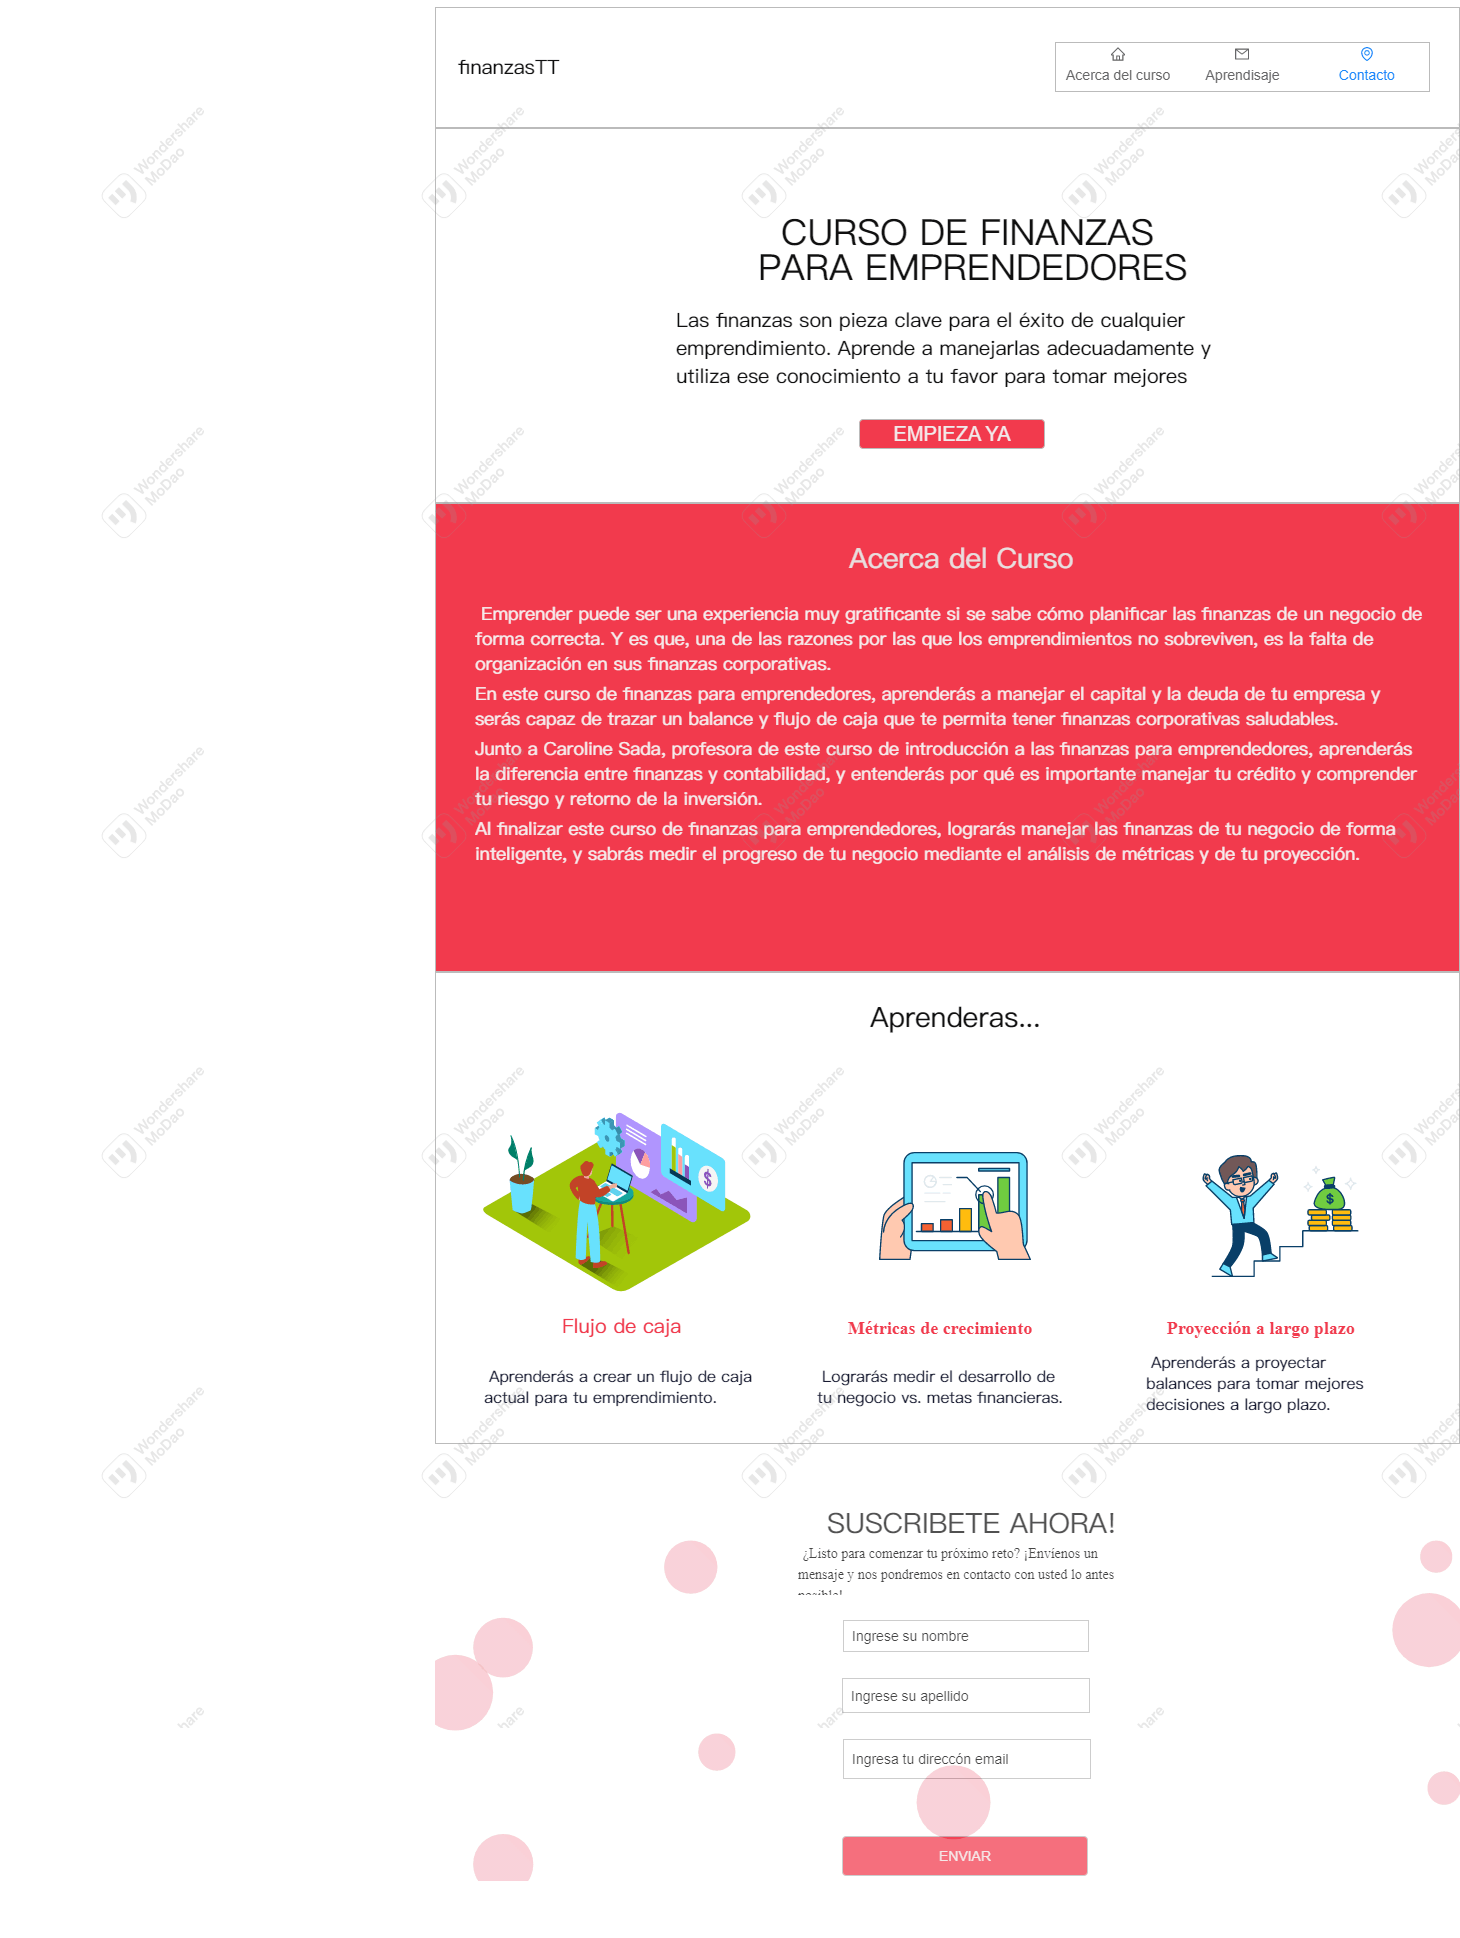 finanzasTT
Acerca del curso
Aprendisaje
Contacto
CURSO DE FINANZAS
PARA EMPRENDEDORES
Las finanzas son pieza clave para el éxito de cualquier
emprendimiento. Aprende a manejarlas adecuadamente y
utiliza ese conocimiento a tu favor para tomar mejores
EMPIEZA YA
Acerca del Curso
Emprender puede ser una experiencia muy gratificante si se sabe cómo planificar las finanzas de un negocio de
forma correcta. Y es que, una de las razones por las que los emprendimientos no sobreviven, es la falta de
organización en sus finanzas corporativas.
En este curso de finanzas para emprendedores, aprenderás a manejar el capital y la deuda de tu empresa y
serás capaz de trazar un balance y flujo de caja que te permita tener finanzas corporativas saludables.
Junto a Caroline Sada, profesora de este curso de introducción a las finanzas para emprendedores, aprenderás
la diferencia entre finanzas y contabilidad, y entenderás por qué es importante manejar tu crédito y comprender
tu riesgo y retorno de la inversión.
Al finalizar este curso de finanzas para emprendedores, lograrás manejar las finanzas de tu negocio de forma
inteligente, y sabrás medir el progreso de tu negocio mediante el análisis de métricas y de tu proyección.
Aprenderas...
Flujo de caja
Aprenderás a crear un flujo de caja
actual para tu emprendimiento.
Métricas de crecimiento
Lograrás medir el desarrollo de
tu negocio vs. metas financieras.
Proyección a largo plazo
Aprenderás a proyectar
balances para tomar mejores
decisiones a largo plazo.
SUSCRIBETE AHORA!
¿Listo para comenzar tu próximo reto? ¡Envíenos un
mensaje y nos pondremos en contacto con usted lo antes
posible!
Ingrese su nombre
Ingrese su apellido
Ingresa tu direccón email
ENVIAR
Wondershare
MoDao